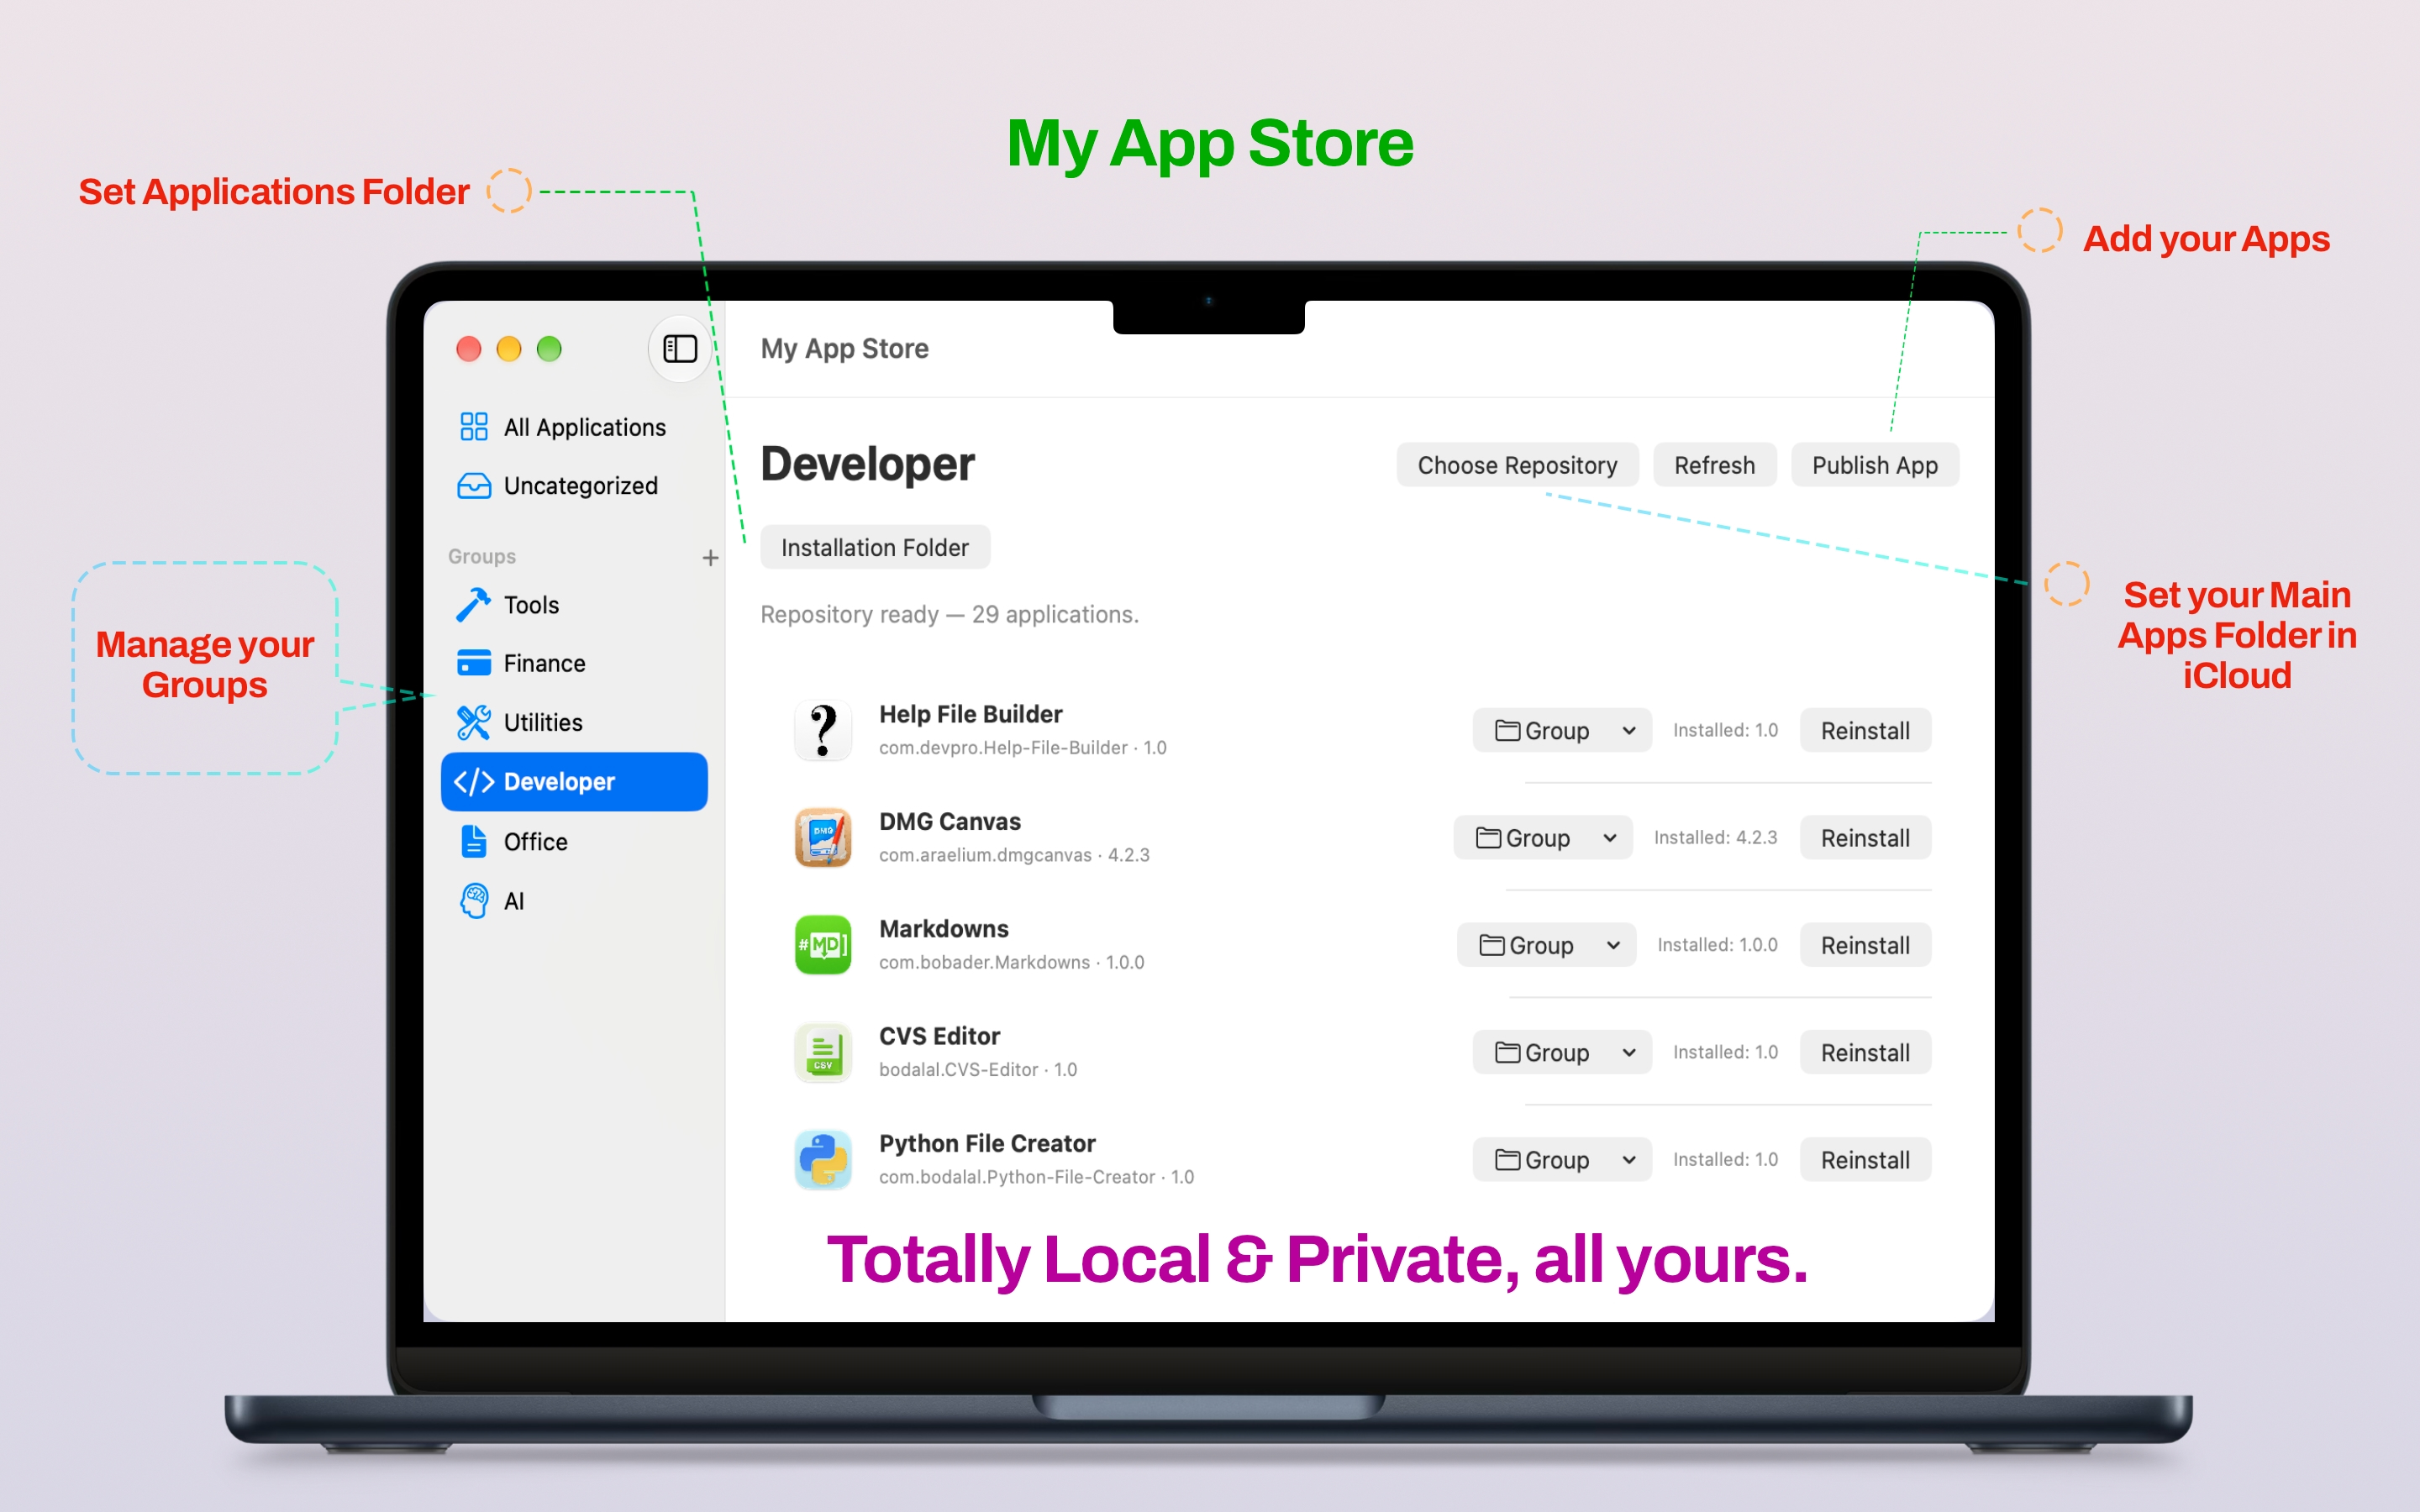 My App Store
Set Applications Folder
Add your Apps
My App Store
All Applications
Uncategorized
Groups +
Tools
Finance
Utilities
Developer
Office
AI
Manage your
Groups
Developer
Choose Repository
Refresh
Publish App
Installation Folder
Repository ready — 29 applications.
Set your Main
Apps Folder in
iCloud
Help File Builder
com.devpro.Help-File-Builder · 1.0
Group
Installed: 1.0
Reinstall
DMG
DMG Canvas
com.araelium.dmgcanvas · 4.2.3
Group
Installed: 4.2.3
Reinstall
#MD]
Markdowns
com.bobader.Markdowns · 1.0.0
Group
Installed: 1.0.0
Reinstall
CSV
CVS Editor
bodalal.CVS-Editor · 1.0
Group
Installed: 1.0
Reinstall
Python File Creator
com.bodalal.Python-File-Creator · 1.0
Group
Installed: 1.0
Reinstall
Totally Local & Private, all yours.